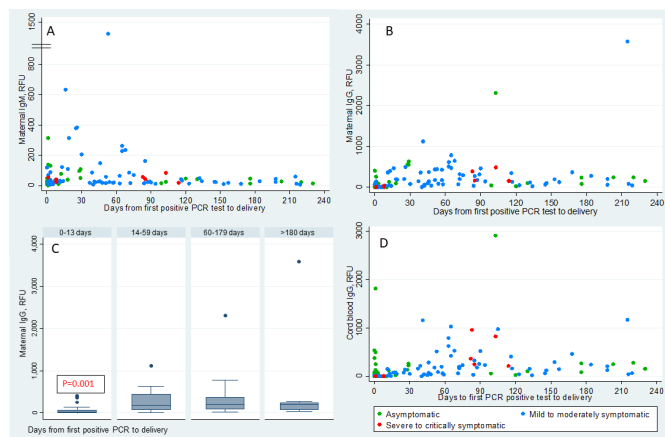 A
Maternal IgM, RFU
1500
800
600
400
200
0
0 30 60 90 120 150 180 210 240
Days from first positive PCR test to delivery
B
Maternal IgG, RFU
4000
3000
2000
1000
0
0 30 60 90 120 150 180 210 240
Days from first positive PCR test to delivery
C
0-13 days 14-59 days 60-179 days >180 days
Maternal IgG, RFU
4,000
3,000
2,000
1,000
0
P=0.001
Days from first positive PCR to delivery
D
Cord blood IgG, RFU
3000
2000
1000
0
0 30 60 90 120 150 180 210 240
Days from first positive PCR test to delivery
Asymptomatic Mild to moderately symptomatic
Severe to critically symptomatic